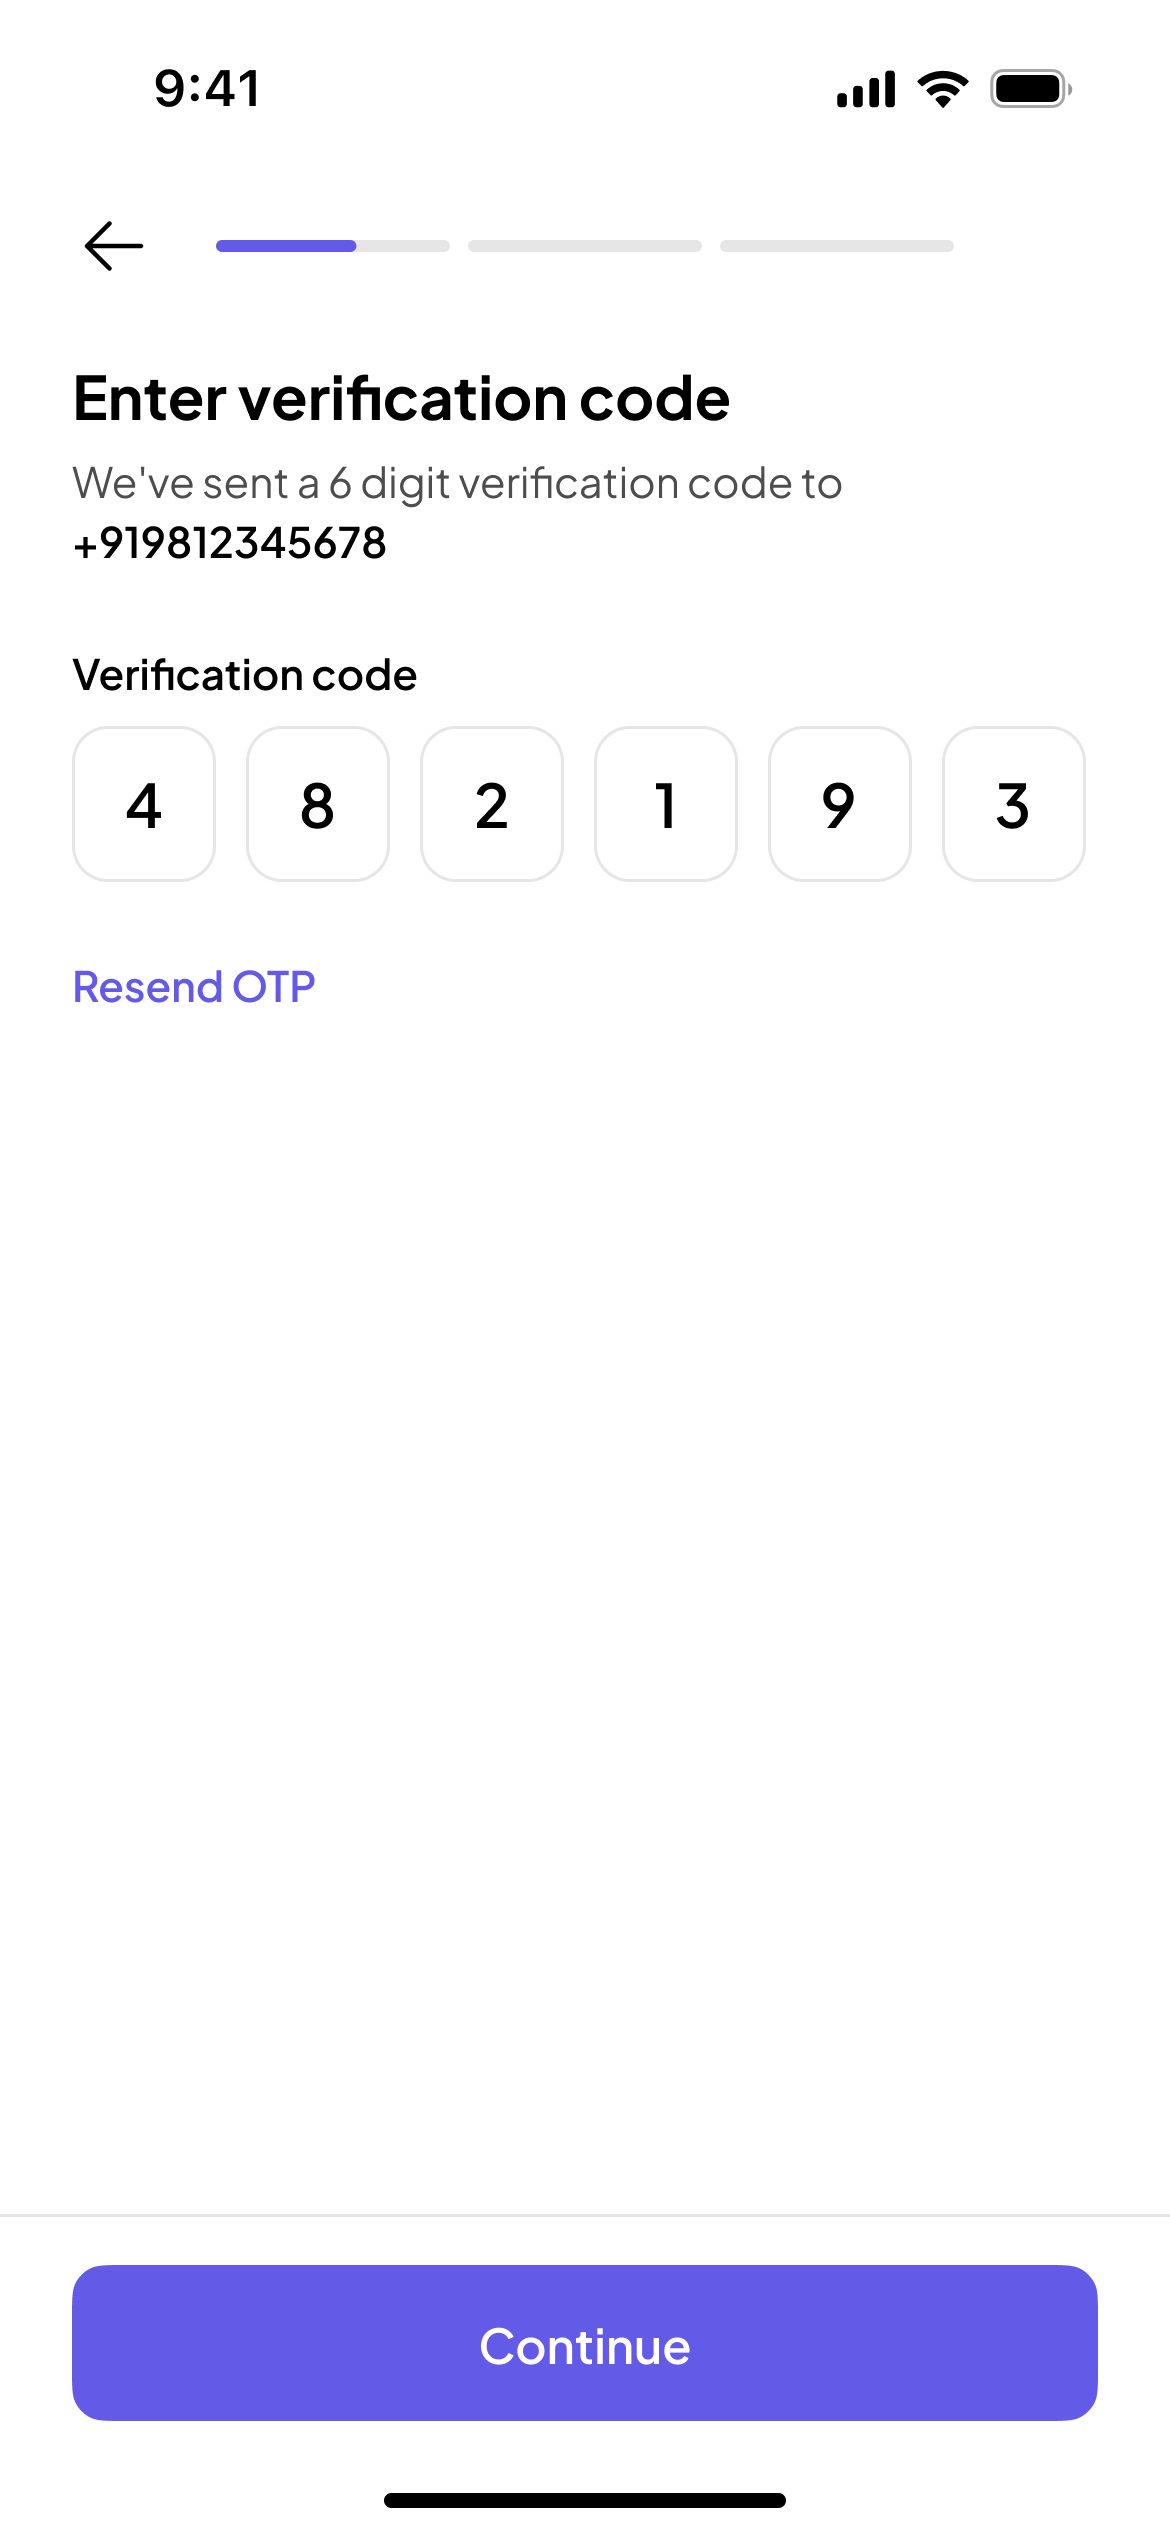 9:41
Enter verification code
We've sent a 6 digit verification code to
+919812345678
Verification code
4 8 2 1 9 3
Resend OTP
Continue